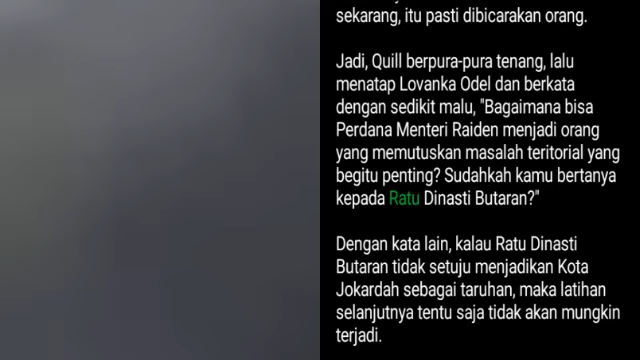 sekarang, itu pasti dibicarakan orang.
Jadi, Quill berpura-pura tenang, lalu
menatap Lovanka Odel dan berkata
dengan sedikit malu, "Bagaimana bisa
Perdana Menteri Raiden menjadi orang
yang memutuskan masalah teritorial yang
begitu penting? Sudahkah kamu bertanya
kepada Ratu Dinasti Butaran?"
Dengan kata lain, kalau Ratu Dinasti
Butaran tidak setuju menjadikan Kota
Jokardah sebagai taruhan, maka latihan
selanjutnya tentu saja tidak akan mungkin
terjadi.